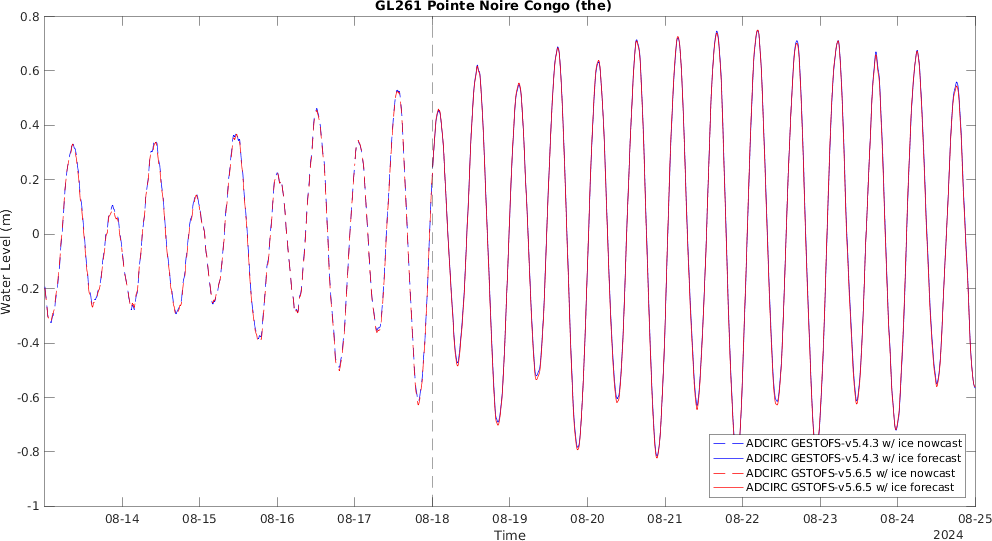 GL261 Pointe Noire Congo (the)
0.8
0.6
0.4
0.2
0
-0.2
-0.4
-0.6
-0.8
-1
Water Level (m)
ADCIRC GESTOFS-v5.4.3 w/ ice nowcast
ADCIRC GESTOFS-v5.4.3 w/ ice forecast
ADCIRC GSTOFS-v5.6.5 w/ ice nowcast
ADCIRC GSTOFS-v5.6.5 w/ ice forecast
08-14 08-15 08-16 08-17 08-18 08-19 08-20 08-21 08-22 08-23 08-24 08-25
Time
2024